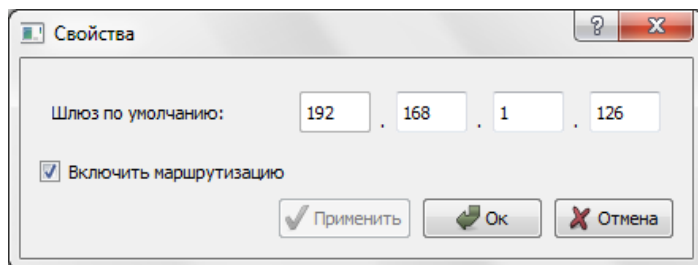 Свойства
Шлюз по умолчанию: 192 . 168 . 1 . 126
Включить маршрутизацию
Применить Ок Отмена